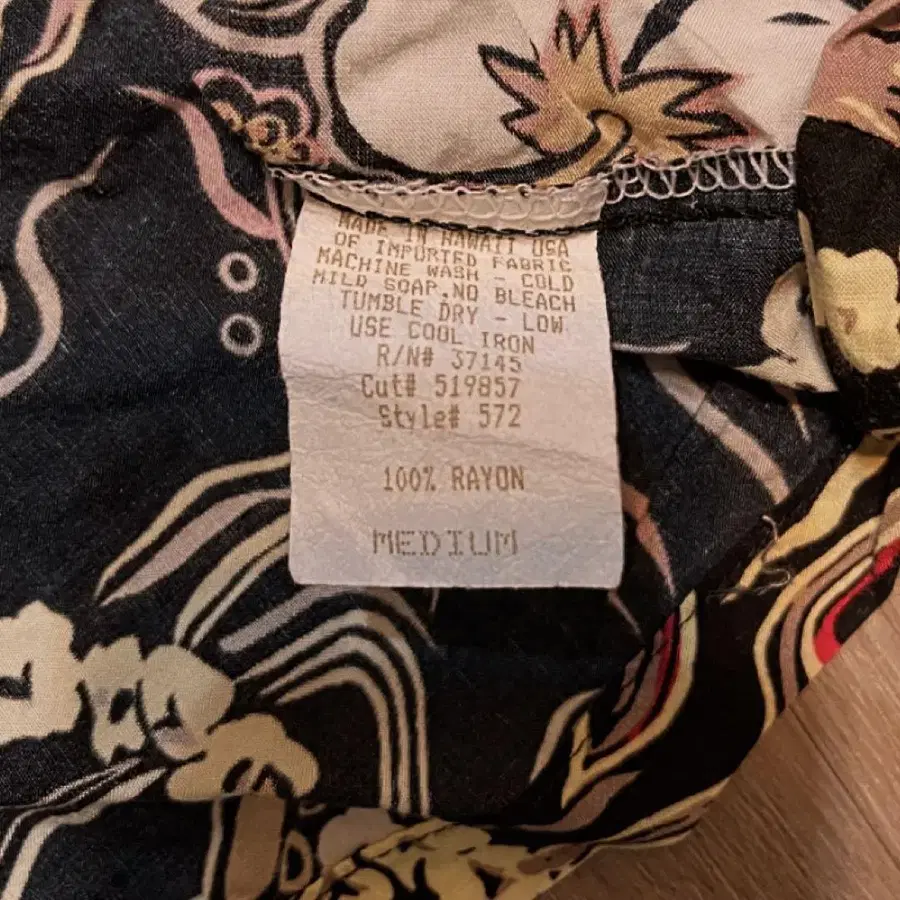 MADE IN HAWAII USA
OF IMPORTED FABRIC
MACHINE WASH - COLD
MILD SOAP,NO BLEACH
TUMBLE DRY - LOW
USE COOL IRON
R/N# 37145
Cut# 519857
Style# 572
100% RAYON
MEDIUM